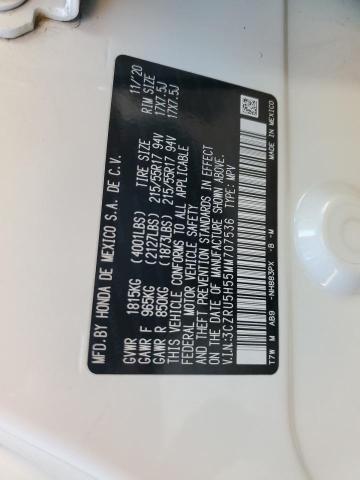 MFD.BY HONDA DE MEXICO S.A. DE C.V. 11/'20
GVWR 1815KG (4001LBS) TIRE SIZE RIM SIZE
GAWR F 965KG (2127LBS) 215/55R17 94V 17X7.5J
GAWR R 850KG (1873LBS) 215/55R17 94V 17X7.5J
THIS VEHICLE CONFORMS TO ALL APPLICABLE
FEDERAL MOTOR VEHICLE SAFETY
AND THEFT PREVENTION STANDARDS IN EFFECT
ON THE DATE OF MANUFACTURE SHOWN ABOVE.
V.I.N.:3CZRU5H55MM707536 TYPE: MPV
T7W M AB9 -NH883PX -B -M MADE IN MEXICO